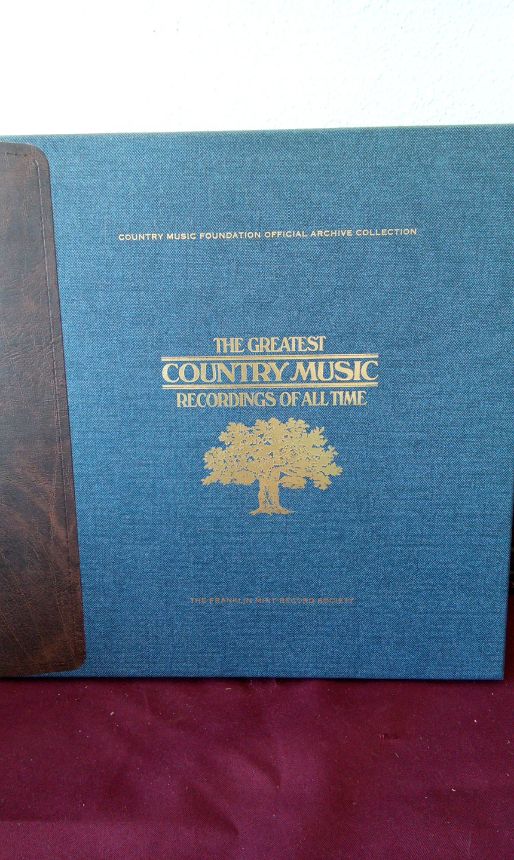 COUNTRY MUSIC FOUNDATION OFFICIAL ARCHIVE COLLECTION
THE GREATEST
COUNTRY MUSIC
RECORDINGS OF ALL TIME
THE FRANKLIN MINT RECORD SOCIETY